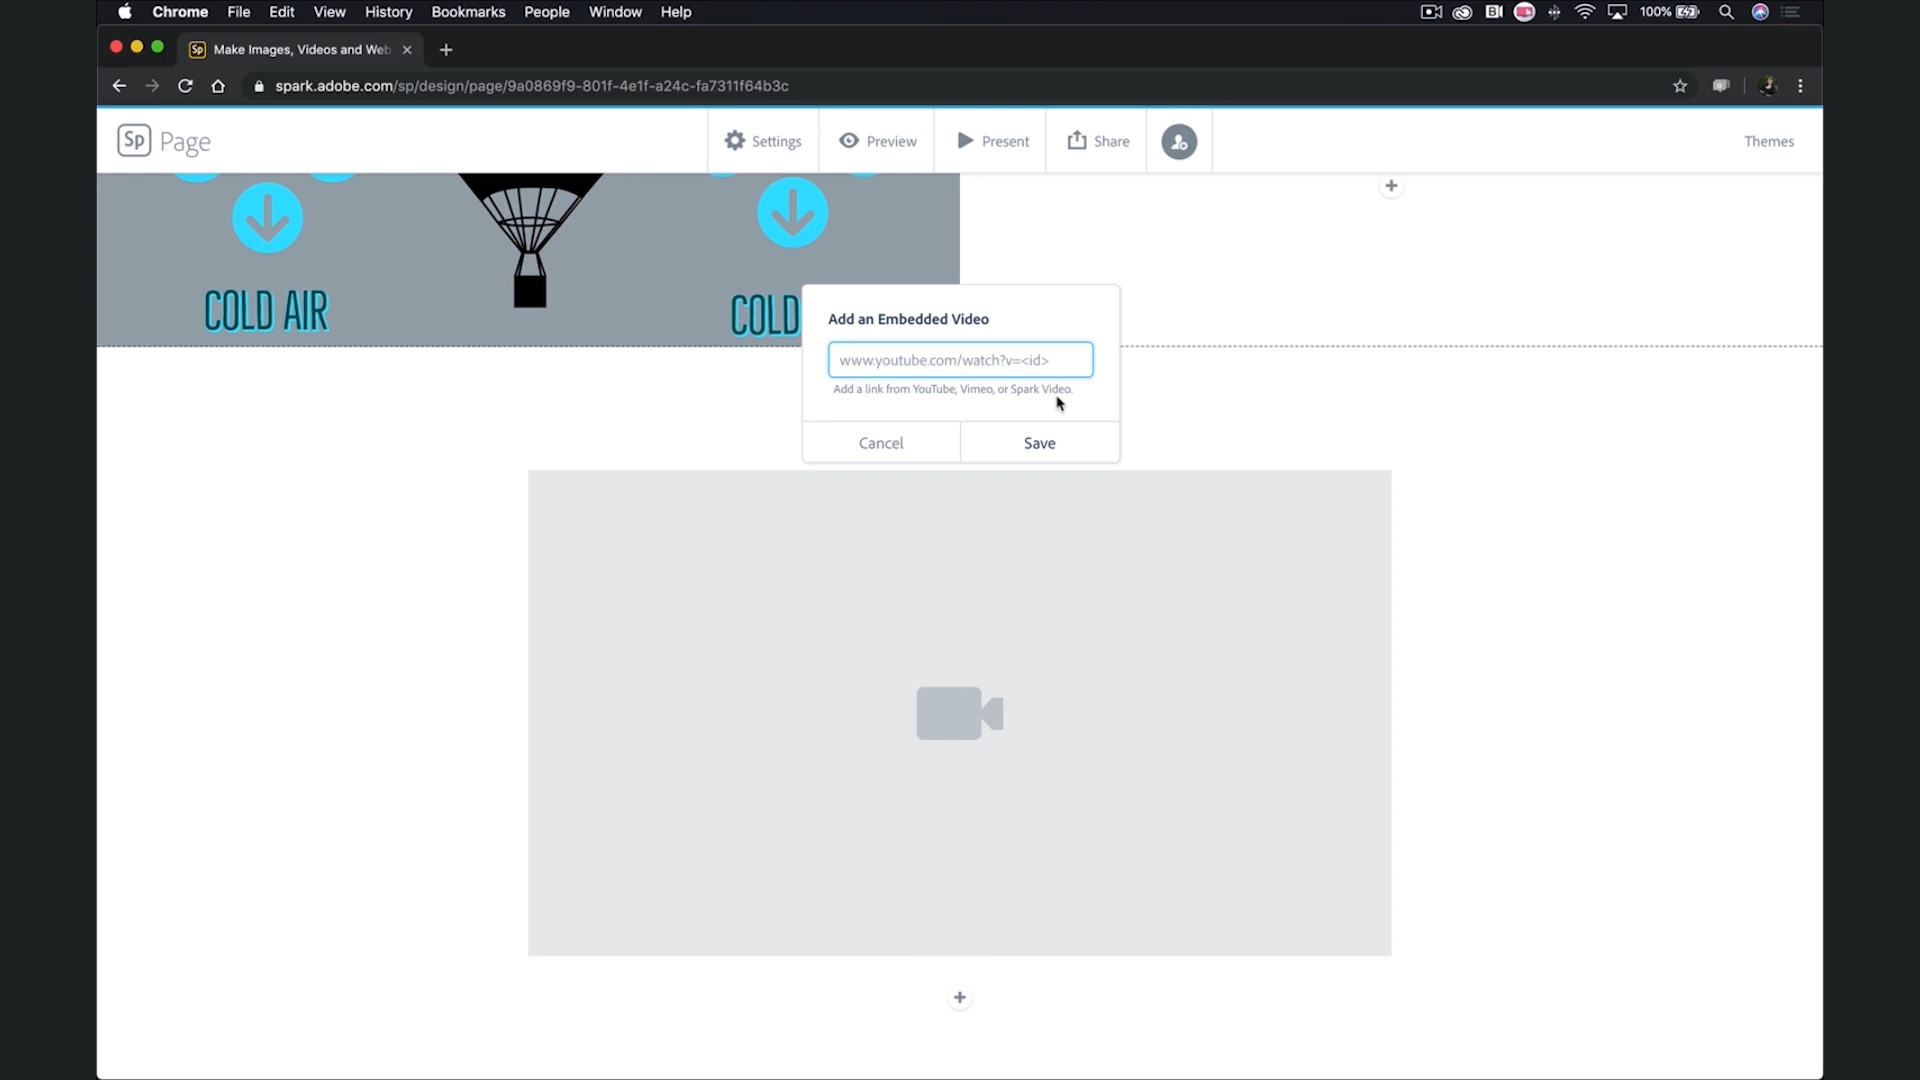 Chrome File Edit View History Bookmarks People Window Help 100%
Sp Make Images, Videos and Web
spark.adobe.com/sp/design/page/9a0869f9-801f-4e1f-a24c-fa7311f64b3c
Sp Page Settings Preview Present Share Themes
COLD AIR COLD
Add an Embedded Video
www.youtube.com/watch?v=<id>
Add a link from YouTube, Vimeo, or Spark Video.
Cancel Save